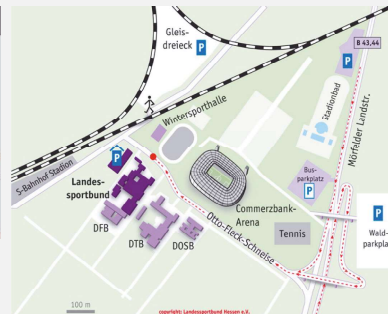 Gleis-
dreieck
P
B 43,44
P
Stadionbad
Mörfelder Landstr.
Wintersporthalle
S-Bahnhof Stadion
P
Landes-
sportbund
Bus-
parkplatz
P
Commerzbank-
Arena
P
Wald-
parkpla
Tennis
Otto-Fleck-Schneise
DFB
DTB
DOSB
100 m
copyright: Landessportbund Hessen e.V.